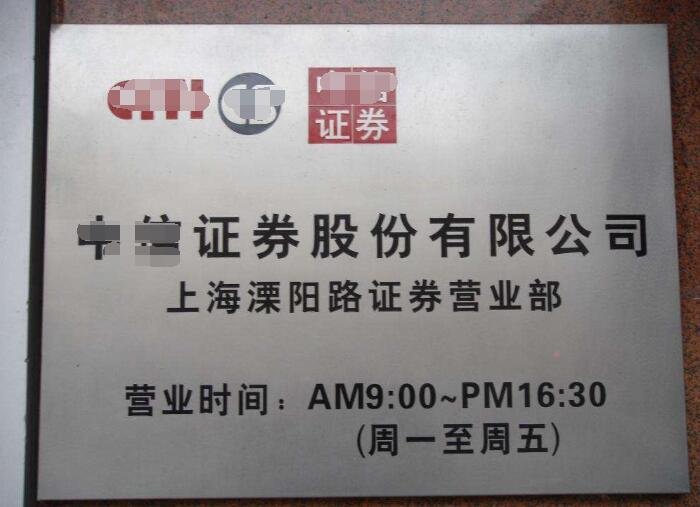 证券
证券股份有限公司
上海溧阳路证券营业部
营业时间：AM9:00~PM16:30
(周一至周五)